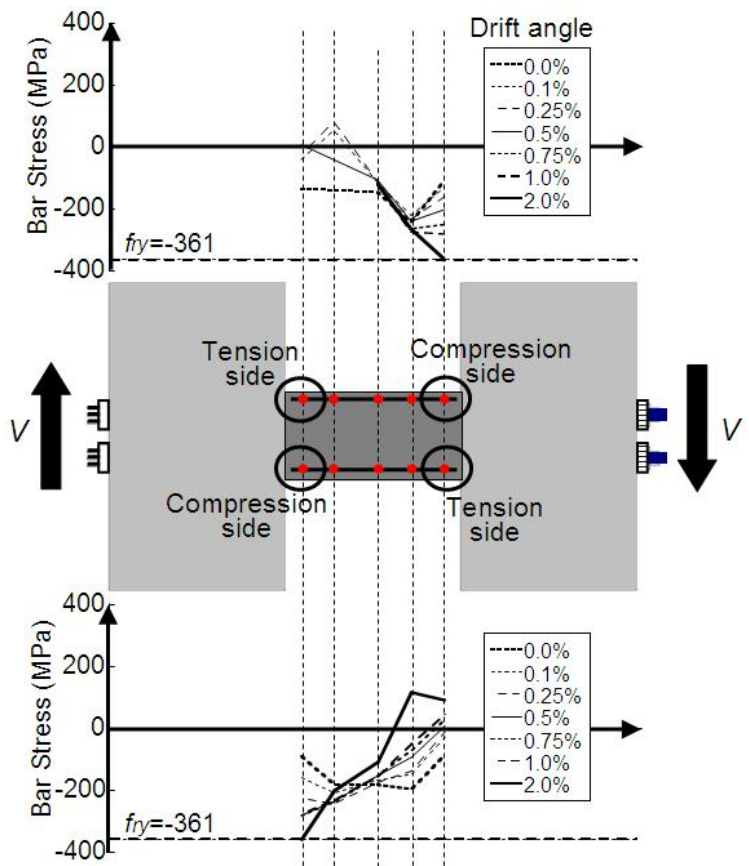 Drift angle
0.0%
0.1%
0.25%
0.5%
0.75%
1.0%
2.0%
Bar Stress (MPa)
400
200
0
-200
-400
fry=-361
Tension
side
Compression
side
V
V
Compression
side
Tension
side
0.0%
0.1%
0.25%
0.5%
0.75%
1.0%
2.0%
Bar Stress (MPa)
400
200
0
-200
-400
fry=-361